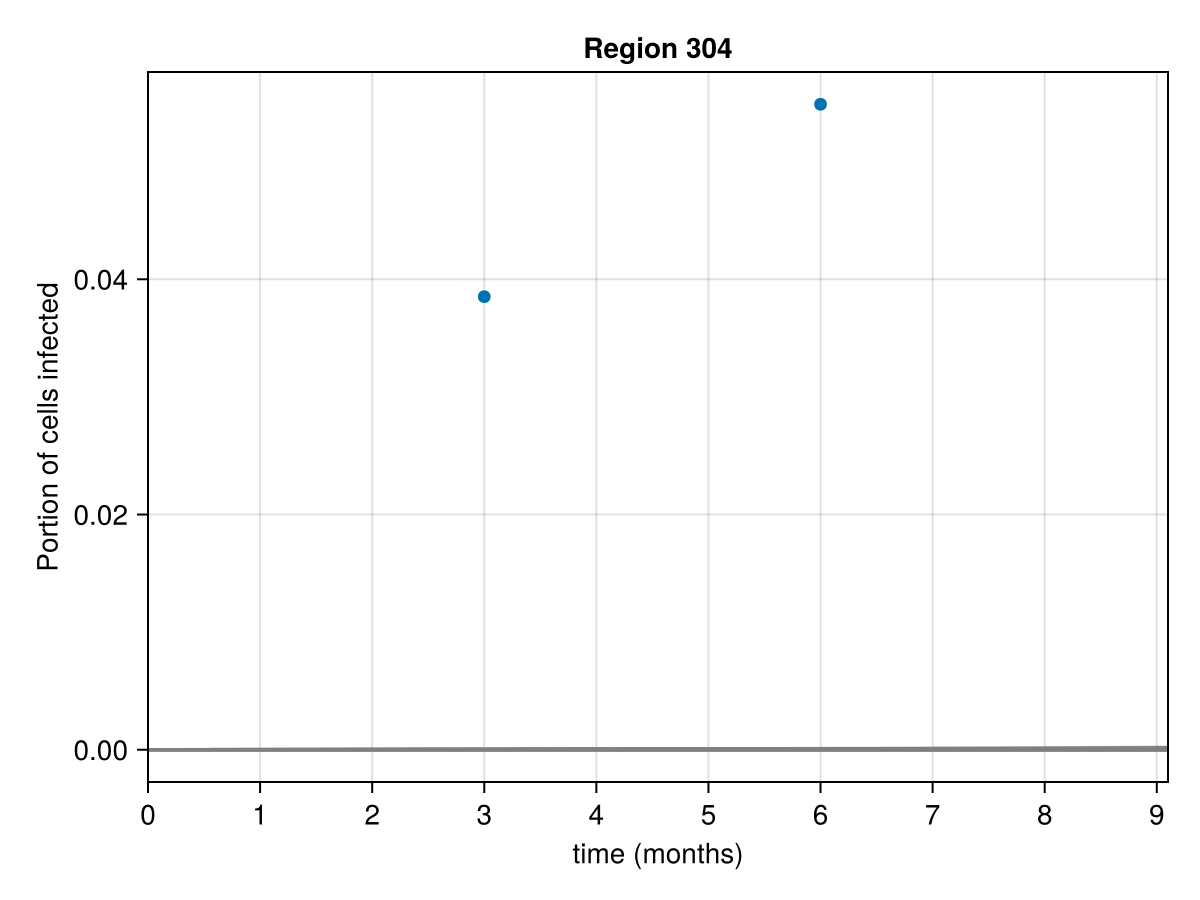 Region 304
Portion of cells infected
0.04
0.02
0.00
0 1 2 3 4 5 6 7 8 9
time (months)